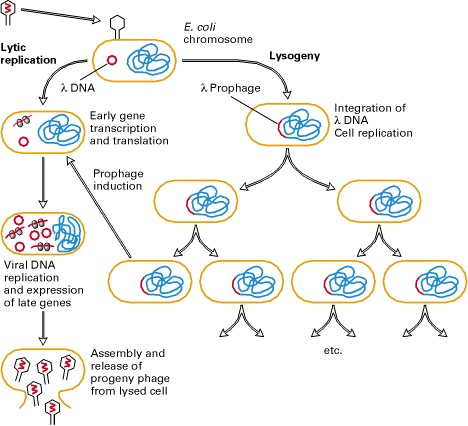 E. coli
chromosome
Lytic
replication
Lysogeny
λ DNA
λ Prophage
Early gene
transcription
and translation
Integration of
λ DNA
Cell replication
Prophage
induction
Viral DNA
replication
and expression
of late genes
etc.
Assembly and
release of
progeny phage
from lysed cell